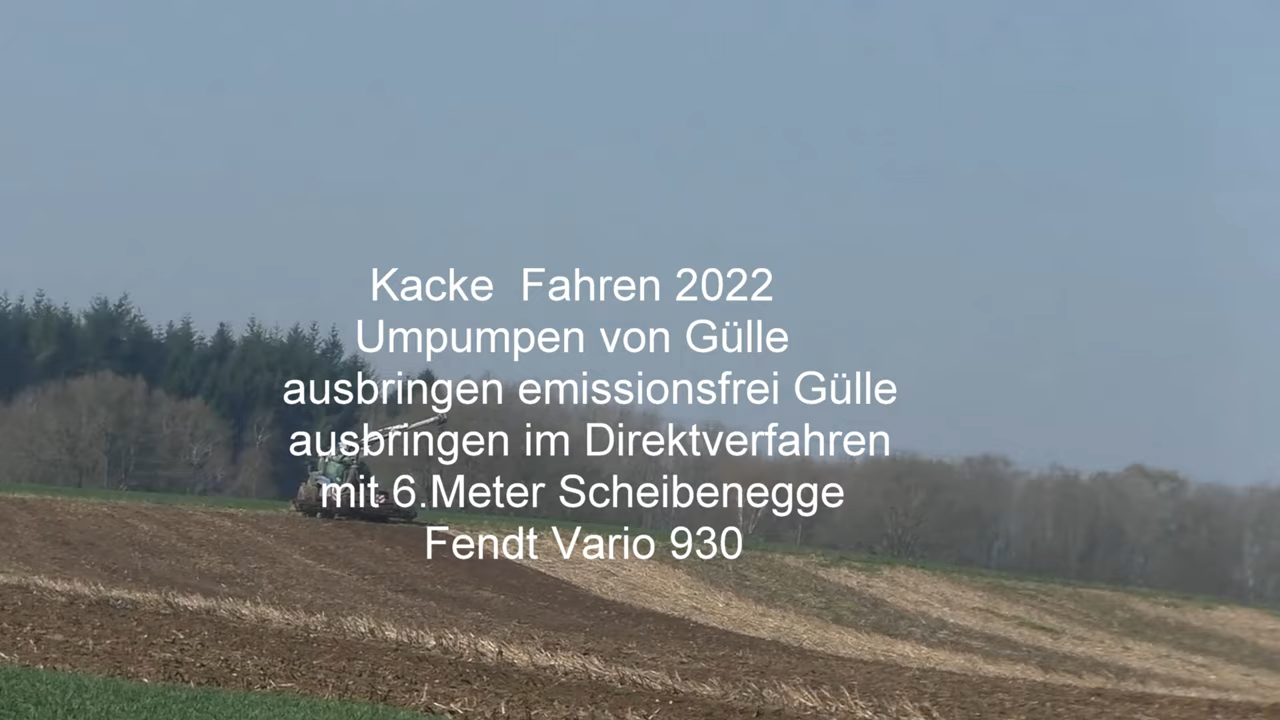 Kacke  Fahren 2022
Umpumpen von Gülle
ausbringen emissionsfrei Gülle
ausbringen im Direktverfahren
mit 6.Meter Scheibenegge
Fendt Vario 930